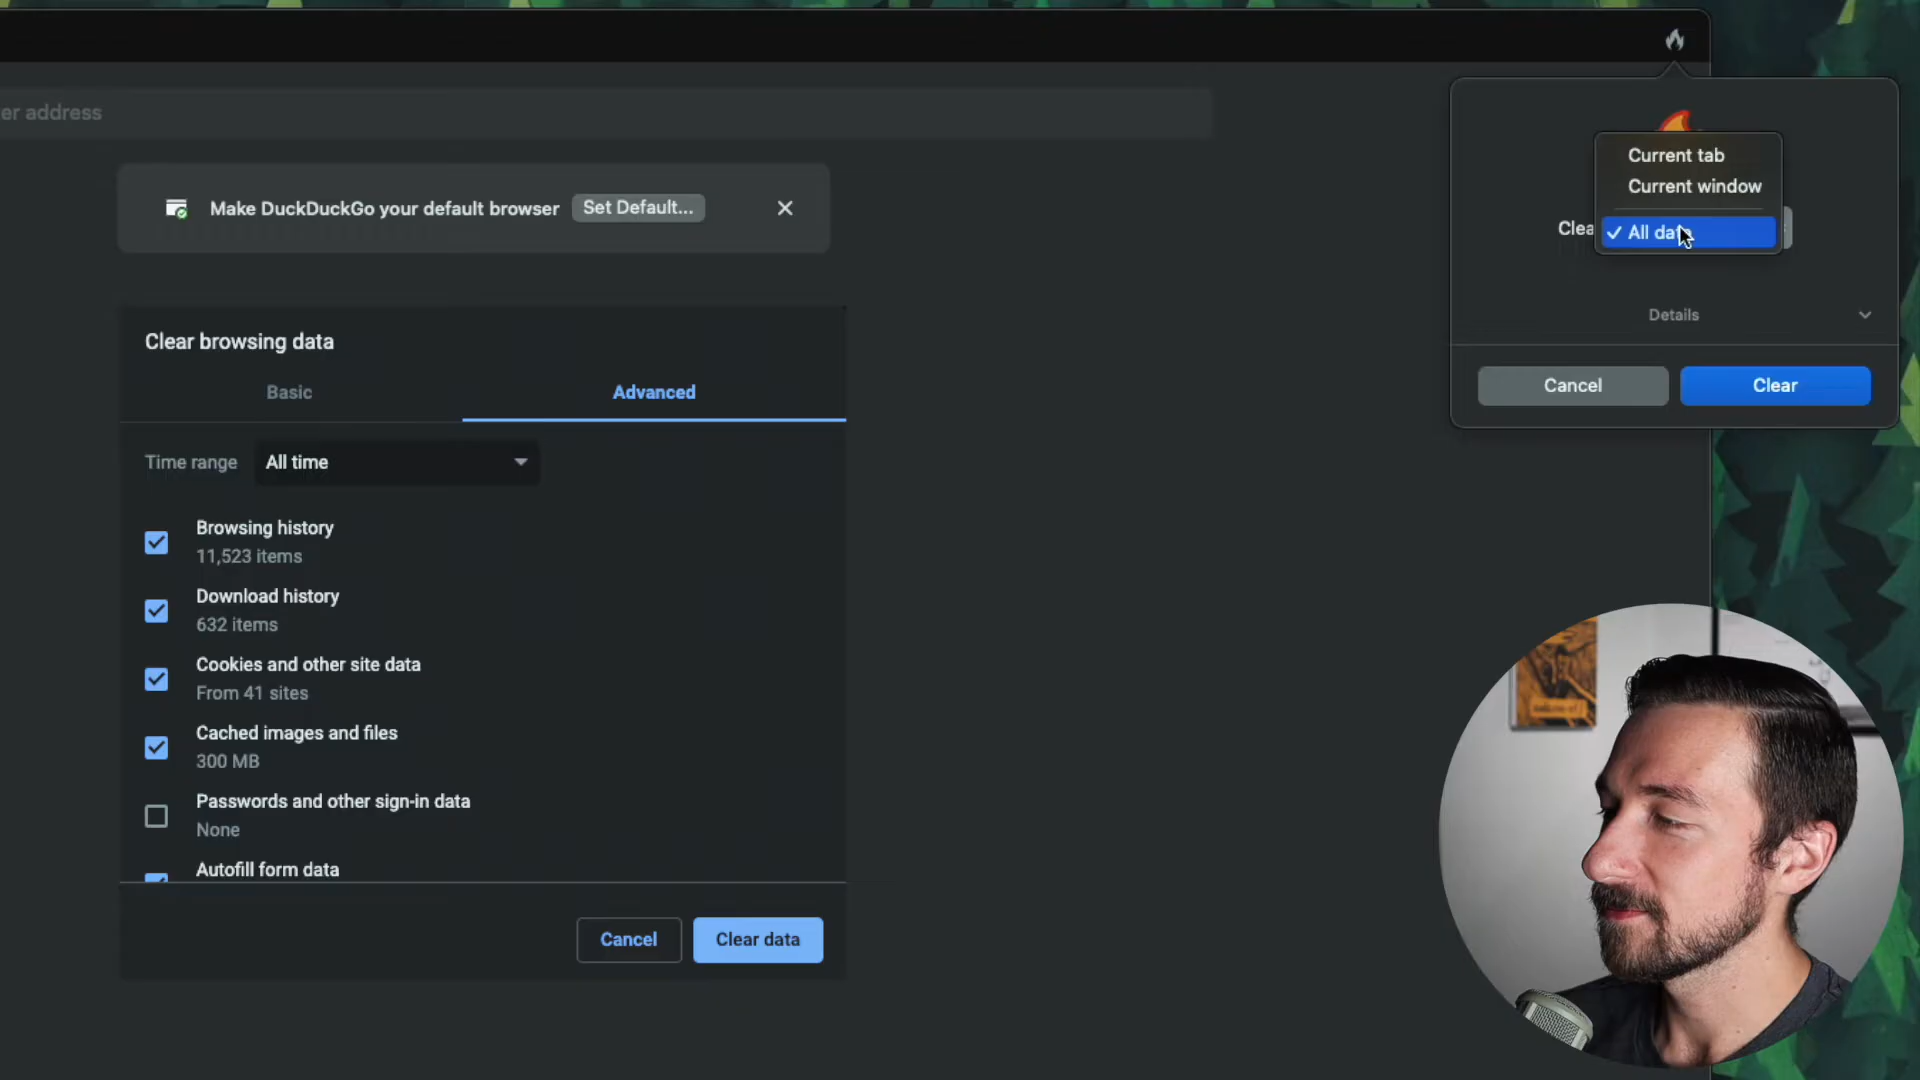 er address
Make DuckDuckGo your default browser
Set Default...
Current tab
Current window
Clea
All data
Details
Cancel
Clear
Clear browsing data
Basic
Advanced
Time range
All time
Browsing history
11,523 items
Download history
632 items
Cookies and other site data
From 41 sites
Cached images and files
300 MB
Passwords and other sign-in data
None
Autofill form data
Cancel
Clear data